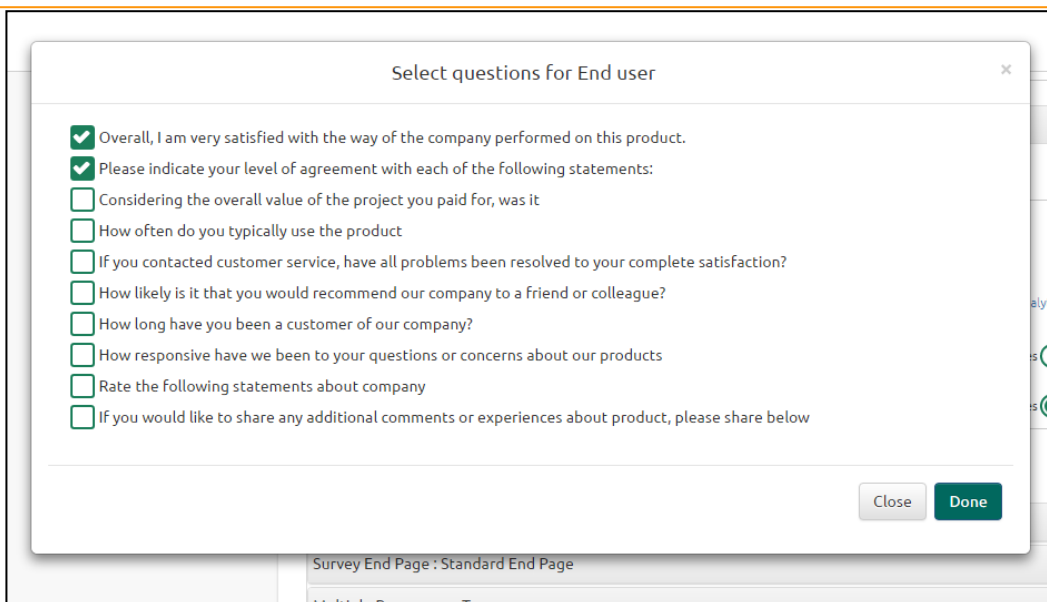 Select questions for End user
×
Overall, I am very satisfied with the way of the company performed on this product.
Please indicate your level of agreement with each of the following statements:
Considering the overall value of the project you paid for, was it
How often do you typically use the product
If you contacted customer service, have all problems been resolved to your complete satisfaction?
How likely is it that you would recommend our company to a friend or colleague?
How long have you been a customer of our company?
How responsive have we been to your questions or concerns about our products
Rate the following statements about company
If you would like to share any additional comments or experiences about product, please share below
Close Done
Survey End Page : Standard End Page